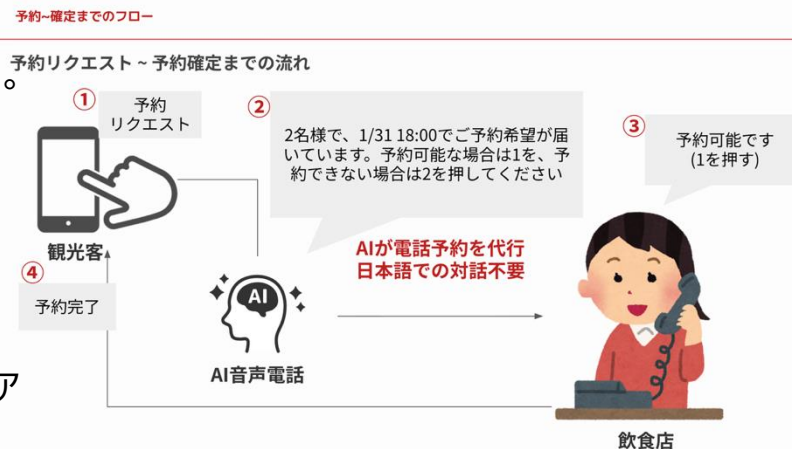 予約~確定までのフロー
予約リクエスト ~ 予約確定までの流れ
。
①
予約
リクエスト
②
2名様で、1/31 18:00でご予約希望が届
いています。予約可能な場合は1を、予
約できない場合は2を押してください
③
予約可能です
(1を押す)
観光客
AIが電話予約を代行
日本語での対話不要
④
予約完了
AI
AI音声電話
ア
飲食店